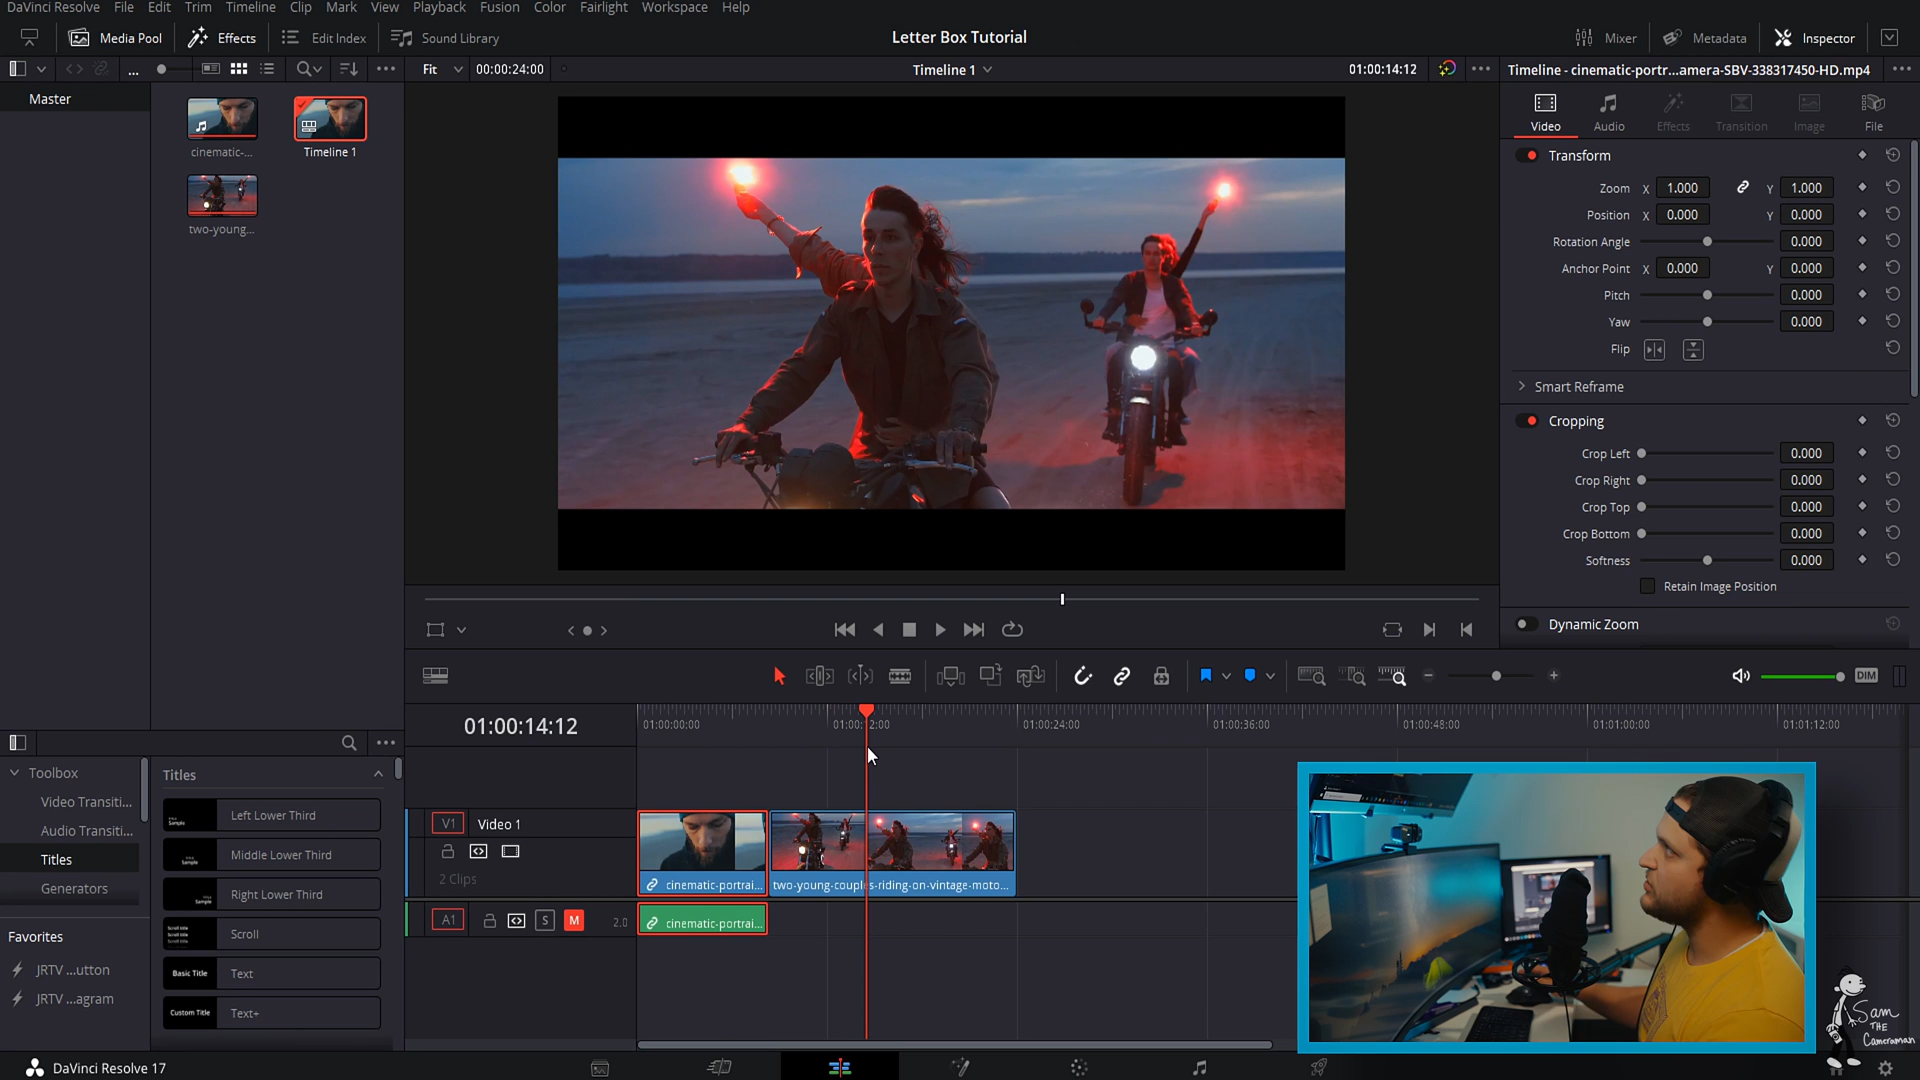 DaVinci Resolve File Edit Trim Timeline Clip Mark View Playback Fusion Color Fairlight Workspace Help
Media Pool Effects Edit Index Sound Library Letter Box Tutorial Mixer Metadata Inspector
... Fit 00:00:24:00 Timeline 1 01:00:14:12 Timeline - cinematic-portr...amera-SBV-338317450-HD.mp4
Master
cinematic-...
Timeline 1
two-young...
Video Audio Effects Transition Image File
Transform
Zoom X 1.000 Y 1.000
Position X 0.000 Y 0.000
Rotation Angle 0.000
Anchor Point X 0.000 Y 0.000
Pitch 0.000
Yaw 0.000
Flip
Smart Reframe
Cropping
Crop Left 0.000
Crop Right 0.000
Crop Top 0.000
Crop Bottom 0.000
Softness 0.000
Retain Image Position
Dynamic Zoom
DIM
01:00:14:12
01:00:00:00 01:00:12:00 01:00:24:00 01:00:36:00 01:00:48:00 01:01:00:00 01:01:12:00
V1 Video 1
2 Clips
cinematic-portrai...
two-young-couples-riding-on-vintage-moto...
A1 S M 2.0
cinematic-portrai...
Toolbox
Video Transiti...
Audio Transiti...
Titles
Generators
Favorites
JRTV ...utton
JRTV ...agram
Titles
Sample Left Lower Third
Sample Middle Lower Third
Sample Right Lower Third
Scroll
Basic Title Text
Custom Title Text+
Sam
THE
Cameraman
DaVinci Resolve 17